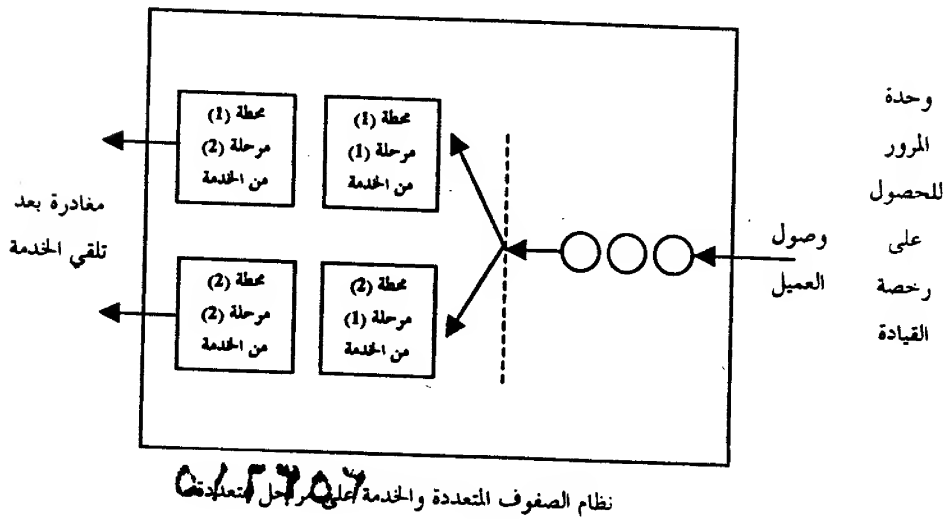 وحدة
المرور
للحصول
على
رخصة
القيادة
وصول
العميل
محطة (1)
مرحلة (1)
من الخدمة
محطة (1)
مرحلة (2)
من الخدمة
محطة (2)
مرحلة (1)
من الخدمة
محطة (2)
مرحلة (2)
من الخدمة
مغادرة بعد
تلقي الخدمة
نظام الصفوف المتعددة والخدمة على مراحل متعددة